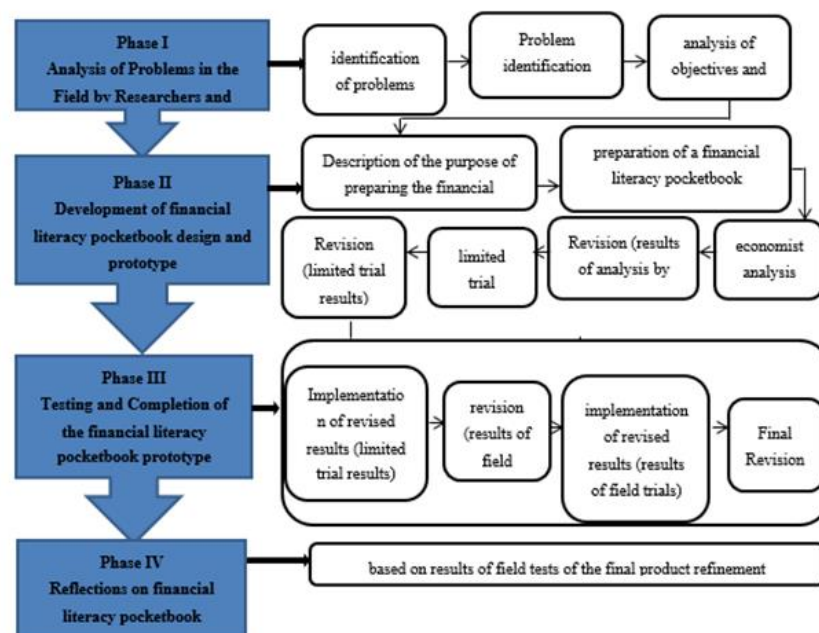 Phase I
Analysis of Problems in the
Field by Researchers and
identification
of problems
Problem
identification
analysis of
objectives and
Phase II
Development of financial
literacy pocketbook design and
prototype
Description of the purpose of
preparing the financial
preparation of a financial
literacy pocketbook
economist
analysis
Revision (results
of analysis by
limited
trial
Revision
(limited trial
results)
Phase III
Testing and Completion of
the financial literacy
pocketbook prototype
Implementatio
n of revised
results (limited
trial results)
revision
(results of
field
implementation
of revised
results (results
of field trials)
Final
Revision
Phase IV
Reflections on financial
literacy pocketbook
based on results of field tests of the final product refinement